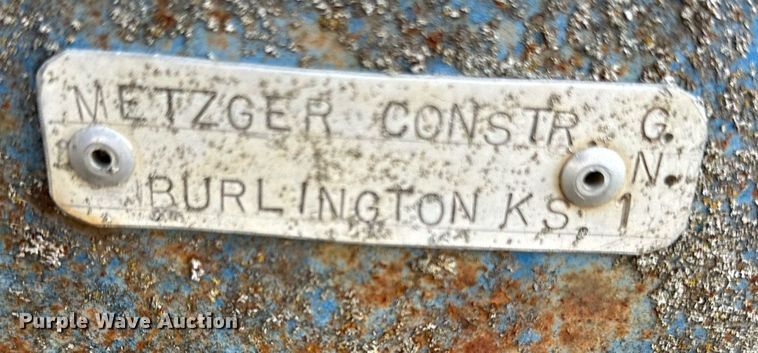 METZGER CONSTR. G.
N.
BURLINGTON KS, 1
Purple Wave Auction